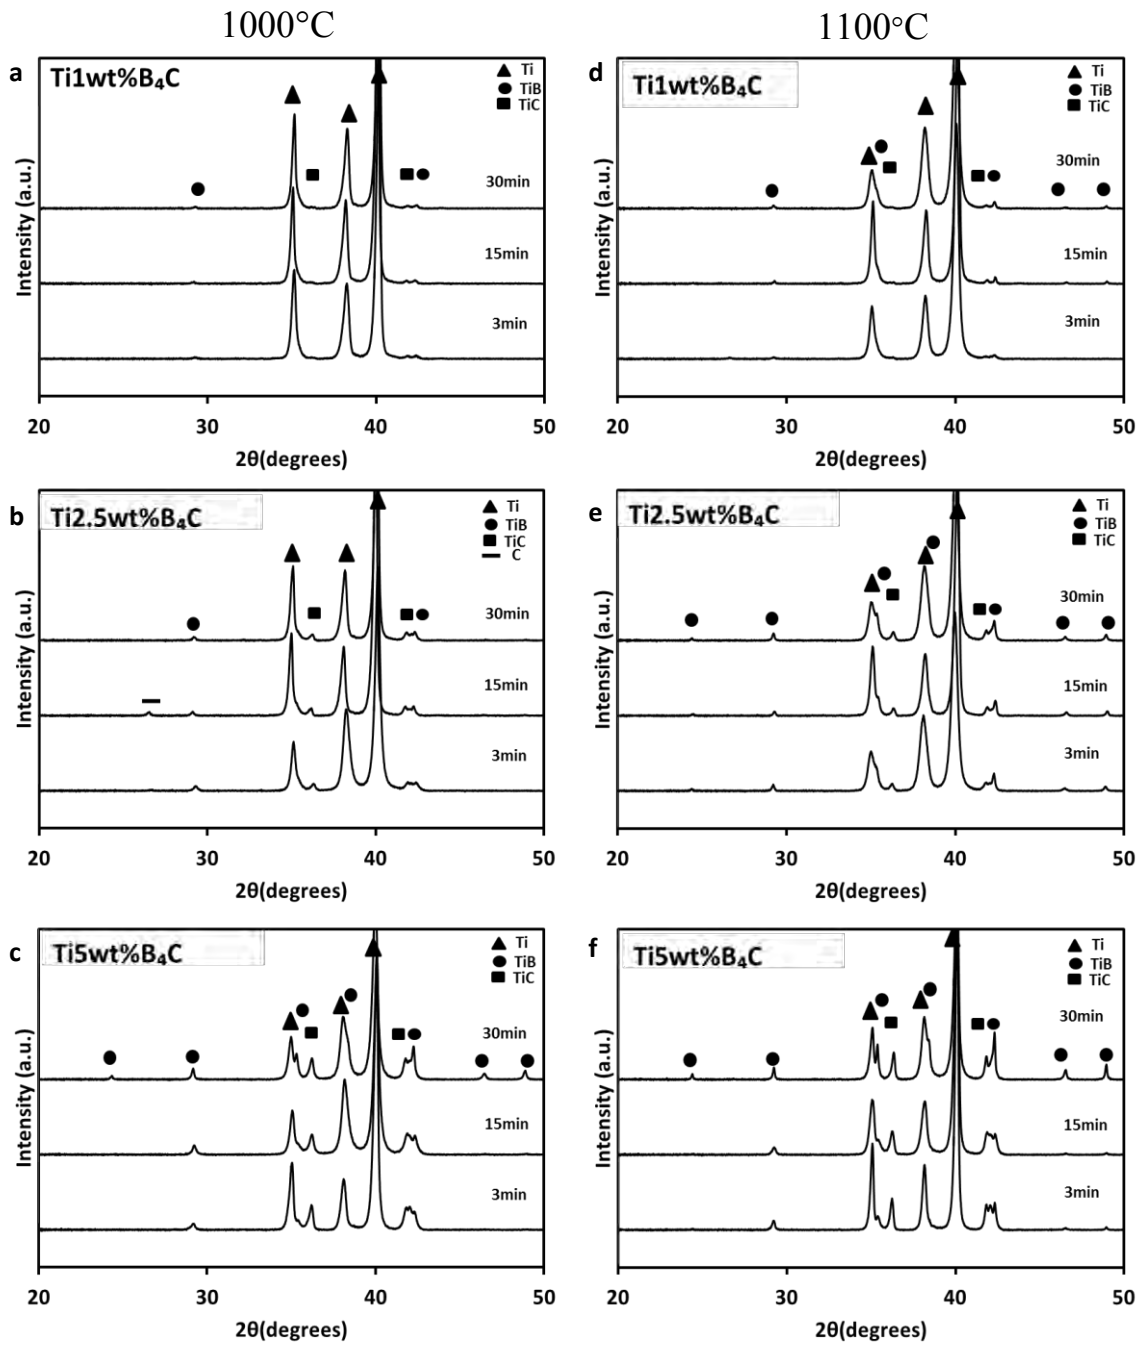 1000°C
1100°C
a
Ti1wt%B₄C
Ti
TiB
TiC
30min
15min
3min
Intensity (a.u.)
20 30 40 50
2θ(degrees)
d
Ti1wt%B₄C
Ti
TiB
TiC
30min
15min
3min
Intensity (a.u.)
20 30 40 50
2θ(degrees)
b
Ti2.5wt%B₄C
Ti
TiB
TiC
C
30min
15min
3min
Intensity (a.u.)
20 30 40 50
2θ(degrees)
e
Ti2.5wt%B₄C
Ti
TiB
TiC
30min
15min
3min
Intensity (a.u.)
20 30 40 50
2θ(degrees)
c
Ti5wt%B₄C
Ti
TiB
TiC
30min
15min
3min
Intensity (a.u.)
20 30 40 50
2θ(degrees)
f
Ti5wt%B₄C
Ti
TiB
TiC
30min
15min
3min
Intensity (a.u.)
20 30 40 50
2θ(degrees)